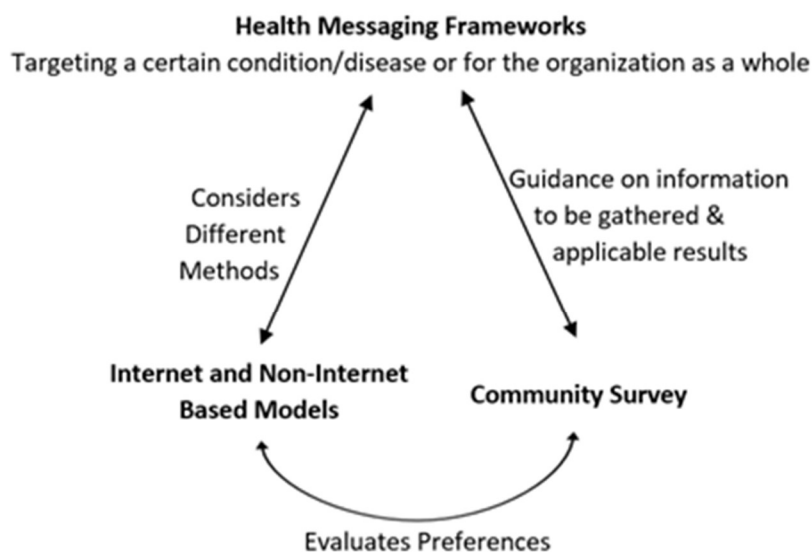 Health Messaging Frameworks
Targeting a certain condition/disease or for the organization as a whole
Considers
Different
Methods
Guidance on information
to be gathered &
applicable results
Internet and Non-Internet
Based Models
Community Survey
Evaluates Preferences